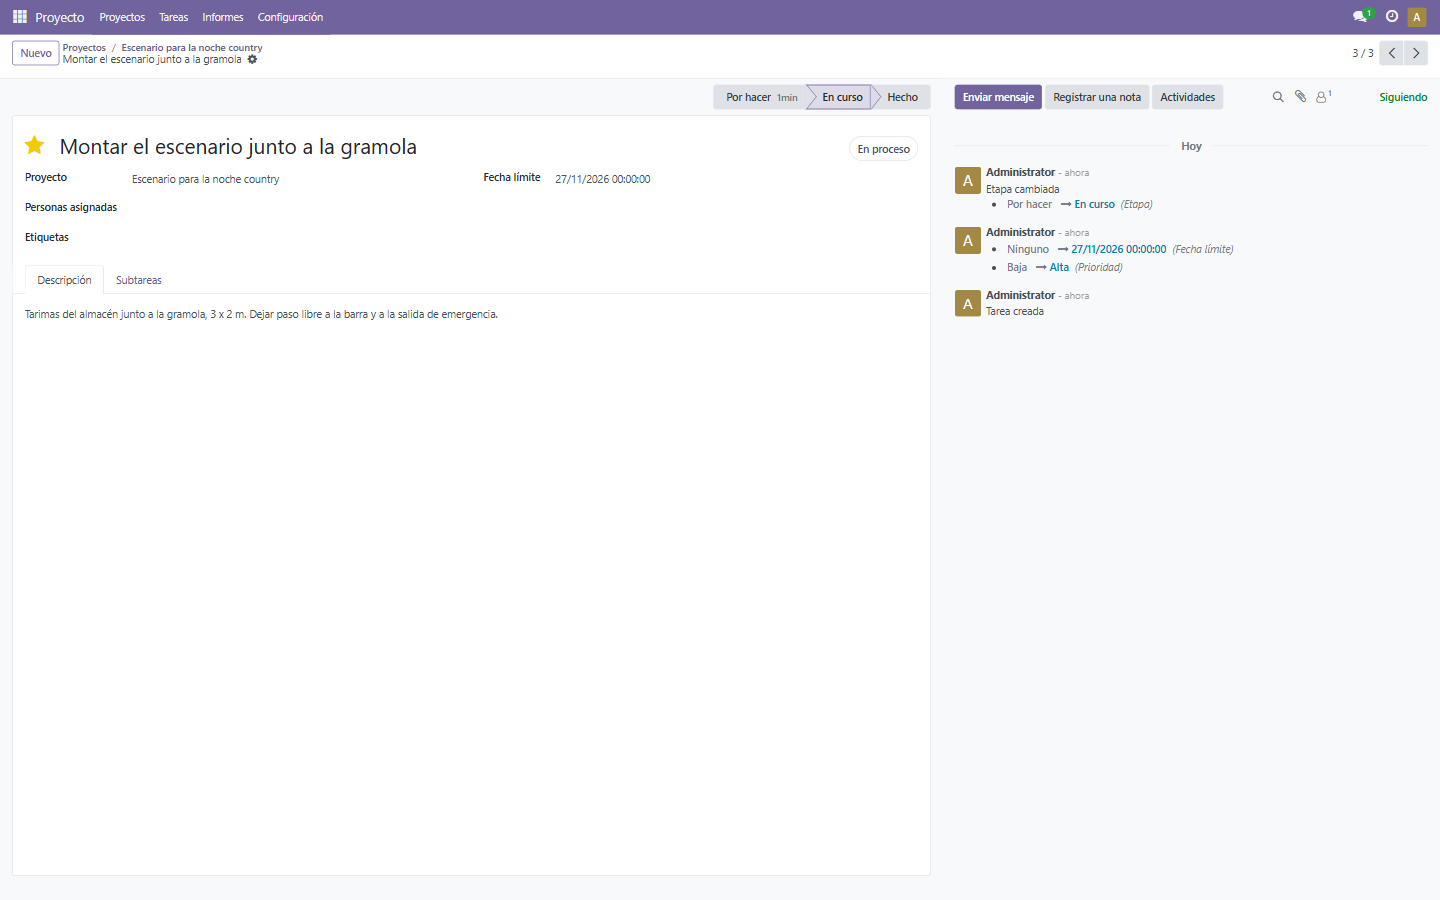 Proyecto Proyectos Tareas Informes Configuración 1 A
Nuevo Proyectos / Escenario para la noche country
Montar el escenario junto a la gramola
3 / 3
Por hacer 1min En curso Hecho
Enviar mensaje Registrar una nota Actividades 1 Siguiendo
Montar el escenario junto a la gramola
En proceso
Proyecto Escenario para la noche country
Fecha límite 27/11/2026 00:00:00
Personas asignadas
Etiquetas
Descripción Subtareas
Tarimas del almacén junto a la gramola, 3 x 2 m. Dejar paso libre a la barra y a la salida de emergencia.
Hoy
A Administrator - ahora
Etapa cambiada
• Por hacer → En curso (Etapa)
A Administrator - ahora
• Ninguno → 27/11/2026 00:00:00 (Fecha límite)
• Baja → Alta (Prioridad)
A Administrator - ahora
Tarea creada